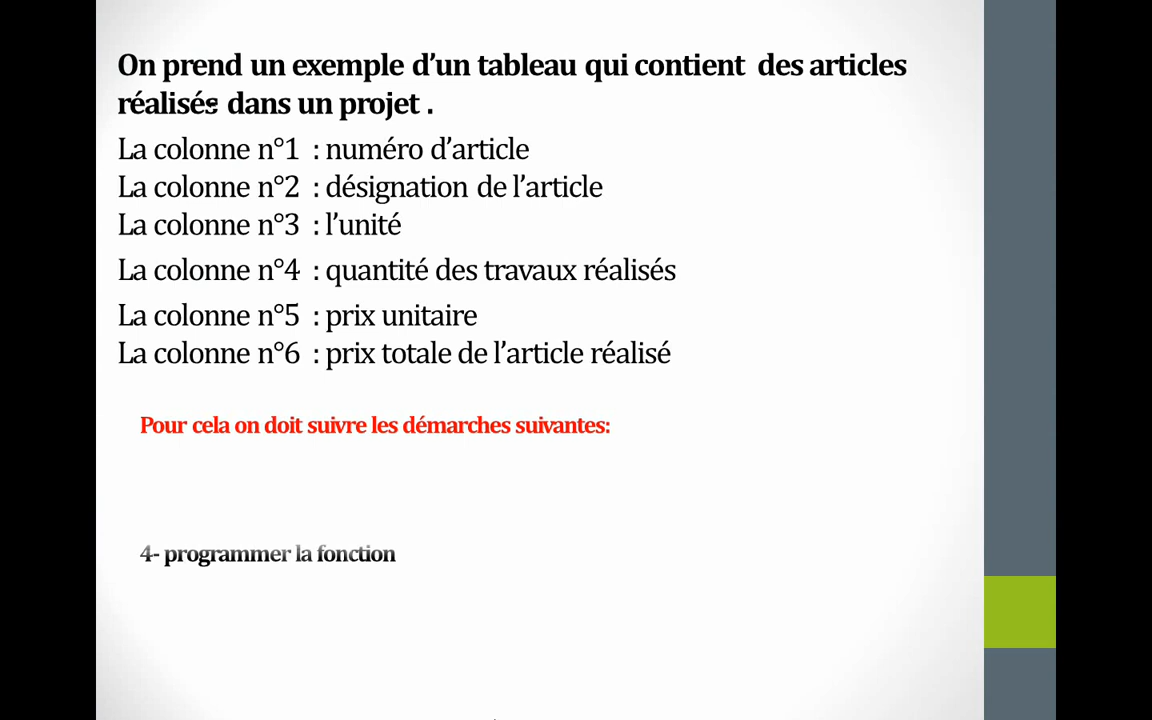 On prend un exemple d’un tableau qui contient des articles
réalisés dans un projet .
La colonne n°1 : numéro d’article
La colonne n°2 : désignation de l’article
La colonne n°3 : l’unité
La colonne n°4 : quantité des travaux réalisés
La colonne n°5 : prix unitaire
La colonne n°6 : prix totale de l’article réalisé
Pour cela on doit suivre les démarches suivantes:
4- programmer la fonction